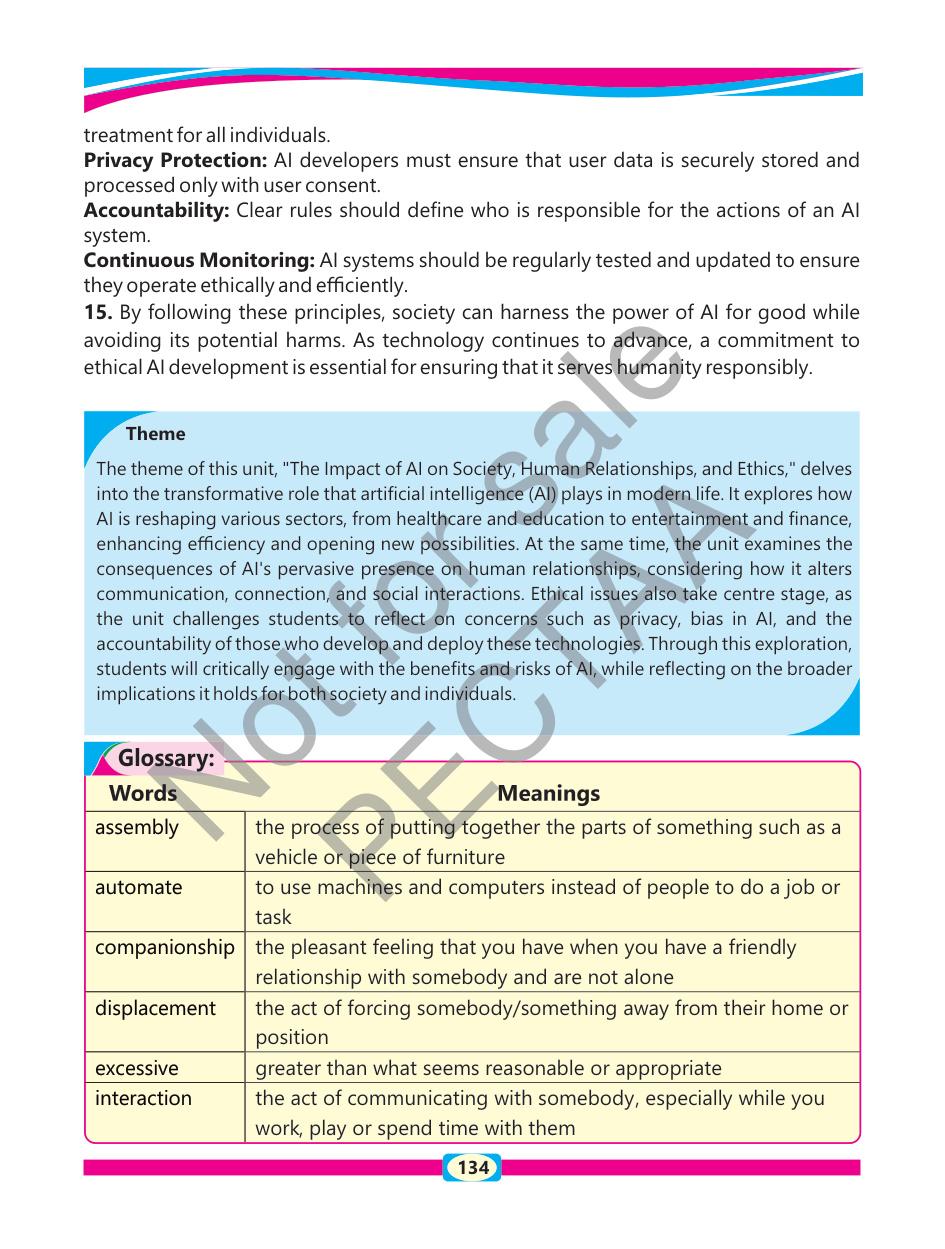 treatment for all individuals.
Privacy Protection: AI developers must ensure that user data is securely stored and
processed only with user consent.
Accountability: Clear rules should define who is responsible for the actions of an AI
system.
Continuous Monitoring: AI systems should be regularly tested and updated to ensure
they operate ethically and efficiently.
15. By following these principles, society can harness the power of AI for good while
avoiding its potential harms. As technology continues to advance, a commitment to
ethical AI development is essential for ensuring that it serves humanity responsibly.
Theme
The theme of this unit, "The Impact of AI on Society, Human Relationships, and Ethics," delves
into the transformative role that artificial intelligence (AI) plays in modern life. It explores how
AI is reshaping various sectors, from healthcare and education to entertainment and finance,
enhancing efficiency and opening new possibilities. At the same time, the unit examines the
consequences of AI's pervasive presence on human relationships, considering how it alters
communication, connection, and social interactions. Ethical issues also take centre stage, as
the unit challenges students to reflect on concerns such as privacy, bias in AI, and the
accountability of those who develop and deploy these technologies. Through this exploration,
students will critically engage with the benefits and risks of AI, while reflecting on the broader
implications it holds for both society and individuals.
Glossary:
Words Meanings
assembly the process of putting together the parts of something such as a
vehicle or piece of furniture
automate to use machines and computers instead of people to do a job or
task
companionship the pleasant feeling that you have when you have a friendly
relationship with somebody and are not alone
displacement the act of forcing somebody/something away from their home or
position
excessive greater than what seems reasonable or appropriate
interaction the act of communicating with somebody, especially while you
work, play or spend time with them
134
Not for sale
PECTAA